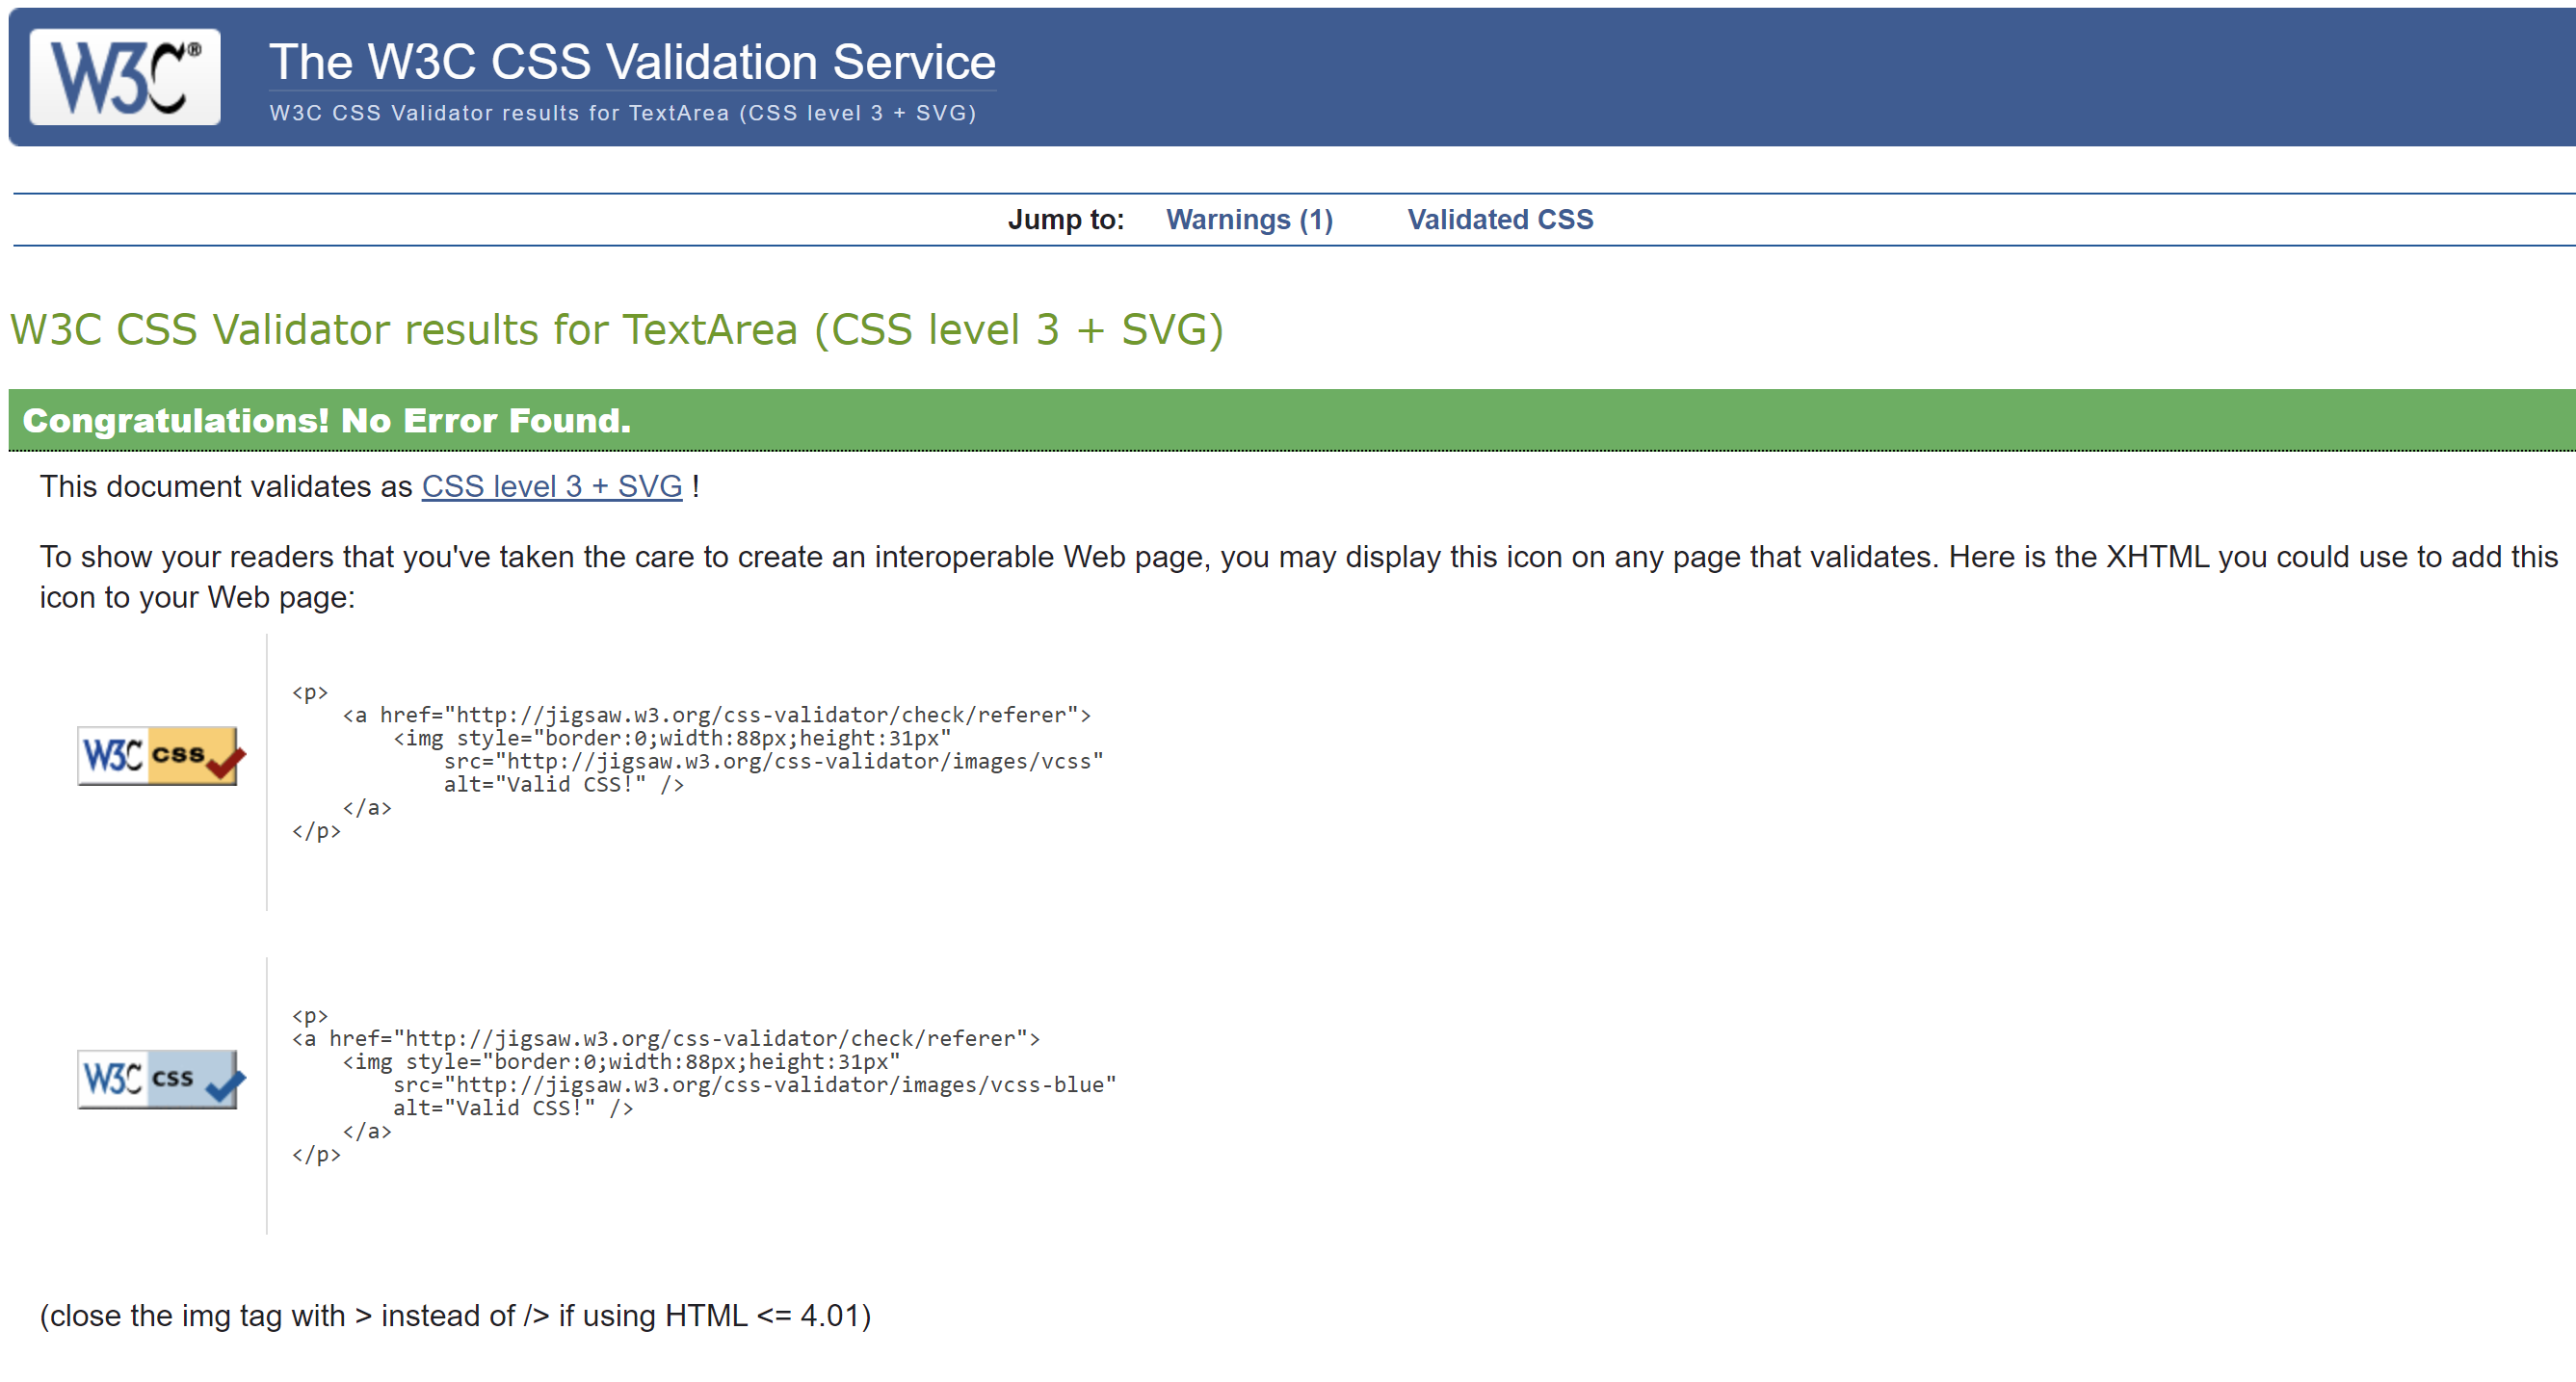 W3C®
The W3C CSS Validation Service
W3C CSS Validator results for TextArea (CSS level 3 + SVG)
Jump to: Warnings (1) Validated CSS
W3C CSS Validator results for TextArea (CSS level 3 + SVG)
Congratulations! No Error Found.
This document validates as CSS level 3 + SVG !
To show your readers that you've taken the care to create an interoperable Web page, you may display this icon on any page that validates. Here is the XHTML you could use to add this
icon to your Web page:
<p>
    <a href="http://jigsaw.w3.org/css-validator/check/referer">
        <img style="border:0;width:88px;height:31px"
            src="http://jigsaw.w3.org/css-validator/images/vcss"
            alt="Valid CSS!" />
    </a>
</p>
W3C css
<p>
<a href="http://jigsaw.w3.org/css-validator/check/referer">
    <img style="border:0;width:88px;height:31px"
        src="http://jigsaw.w3.org/css-validator/images/vcss-blue"
        alt="Valid CSS!" />
    </a>
</p>
W3C css
(close the img tag with > instead of /> if using HTML <= 4.01)